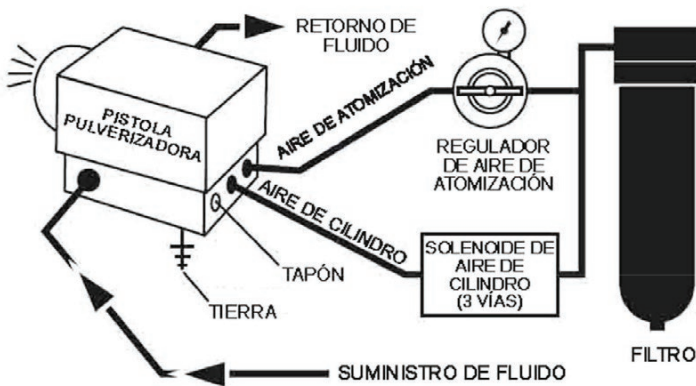 RETORNO DE
FLUIDO
PISTOLA
PULVERIZADORA
AIRE DE ATOMIZACIÓN
REGULADOR
DE AIRE DE
ATOMIZACIÓN
AIRE DE CILINDRO
SOLENOIDE DE
AIRE DE
CILINDRO
(3 VÍAS)
TAPÓN
TIERRA
FILTRO
SUMINISTRO DE FLUIDO